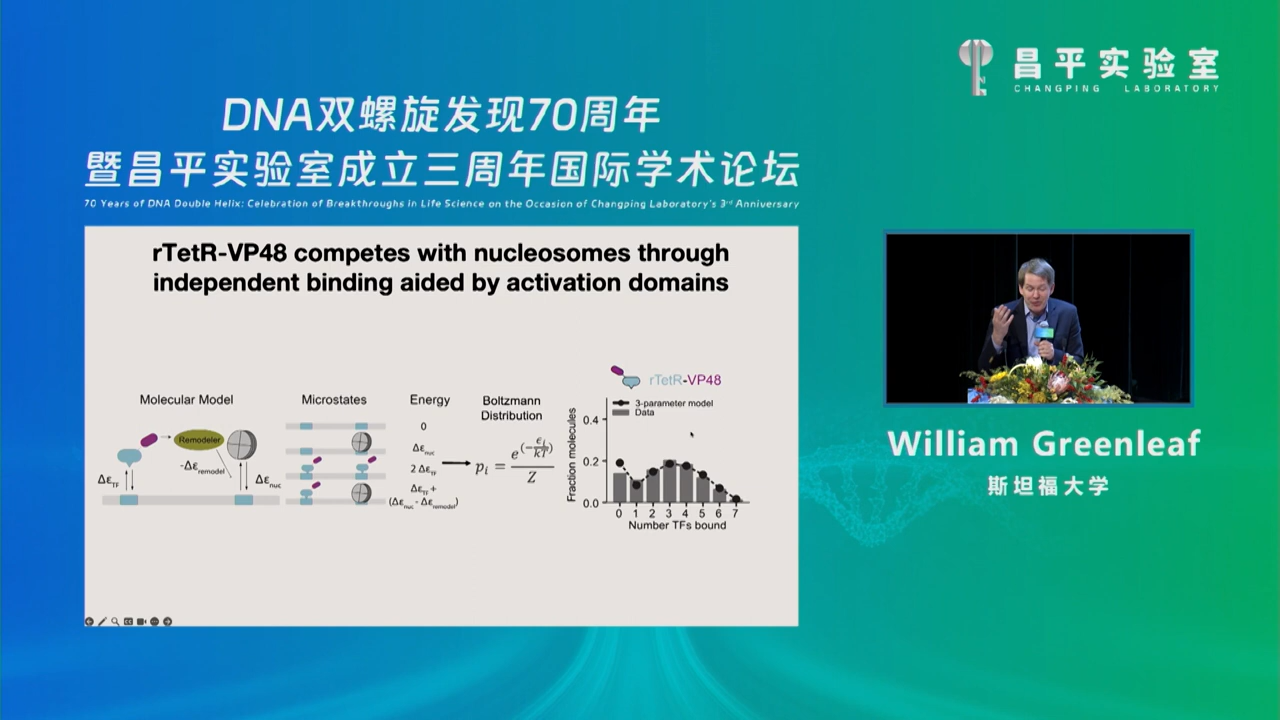 昌平实验室
CHANGPING LABORATORY
DNA双螺旋发现70周年
暨昌平实验室成立三周年国际学术论坛
70 Years of DNA Double Helix: Celebration of Breakthroughs in Life Science on the Occasion of Changping Laboratory's 3rd Anniversary
rTetR-VP48 competes with nucleosomes through
independent binding aided by activation domains
Molecular Model
Remodeler
-Δε_remodel
Δε_TF
Δε_nuc
Microstates
Energy
0
Δε_nuc
2 Δε_TF
Δε_TF +
(Δε_nuc - Δε_remodel)
Boltzmann
Distribution
p_i = e^(-ε_i/kT) / Z
rTetR-VP48
3-parameter model
Data
Fraction molecules
0.4
0.2
0.0
0 1 2 3 4 5 6 7
Number TFs bound
William Greenleaf
斯坦福大学